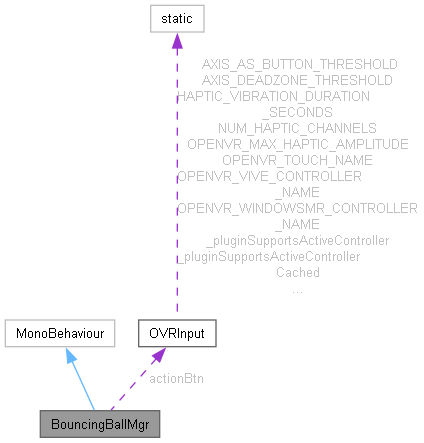 static
AXIS_AS_BUTTON_THRESHOLD
AXIS_DEADZONE_THRESHOLD
HAPTIC_VIBRATION_DURATION
_SECONDS
NUM_HAPTIC_CHANNELS
OPENVR_MAX_HAPTIC_AMPLITUDE
OPENVR_TOUCH_NAME
OPENVR_VIVE_CONTROLLER
_NAME
OPENVR_WINDOWSMR_CONTROLLER
_NAME
_pluginSupportsActiveController
_pluginSupportsActiveController
Cached
...
MonoBehaviour
OVRInput
actionBtn
BouncingBallMgr